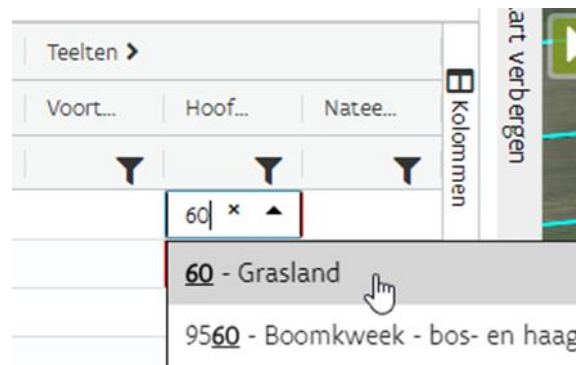 Teelten >
Voort... Hoof... Natee...
60 ×
60 - Grasland
9560 - Boomkweek - bos- en haag
Kolommen
art verbergen